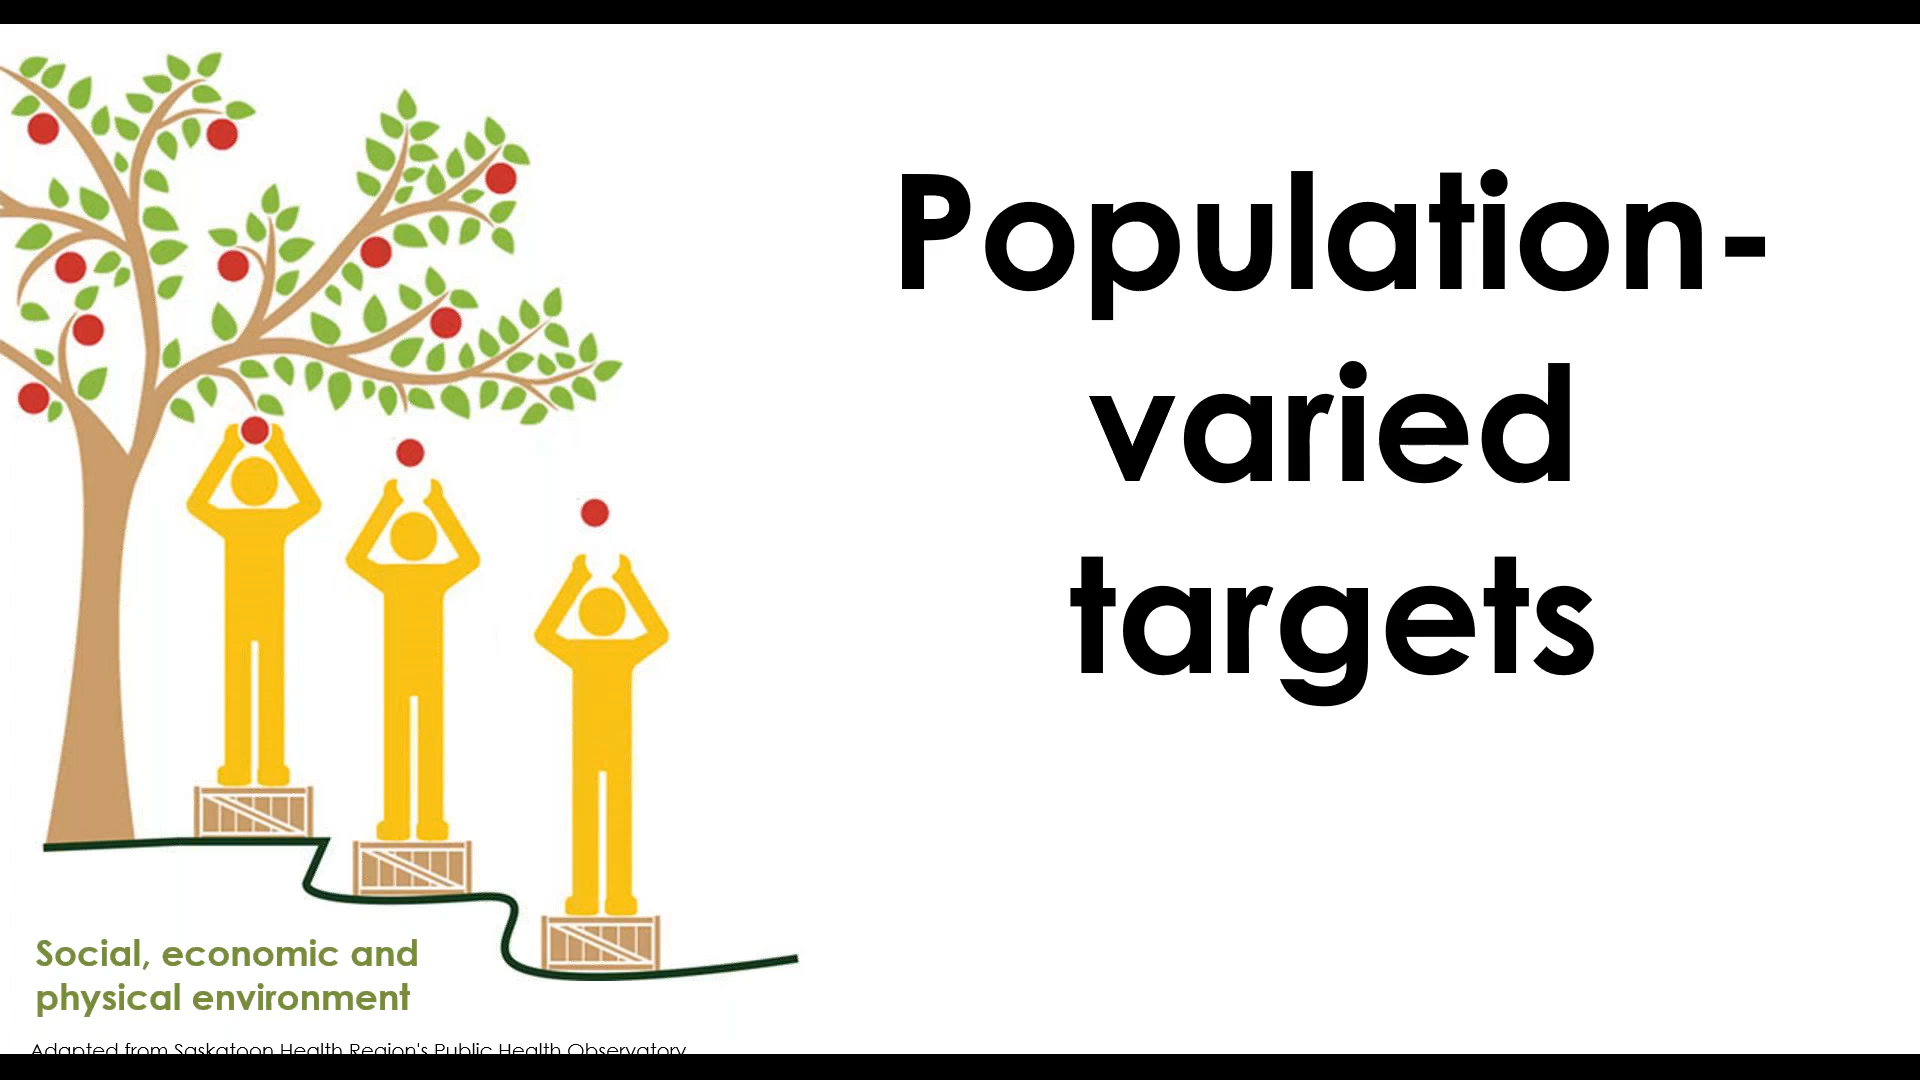 Population-
varied
targets
Social, economic and
physical environment
Adapted from Saskatoon Health Region's Public Health Observatory